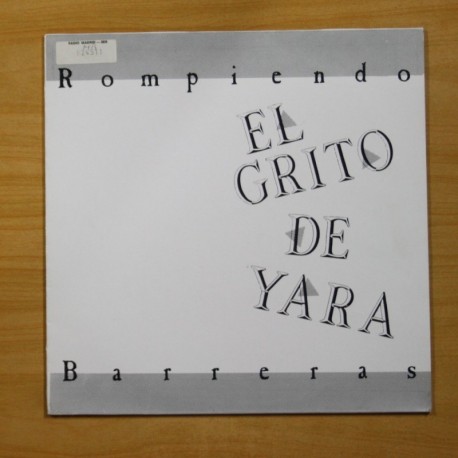 Rompiendo
EL
GRITO
DE
YARA
Barreras